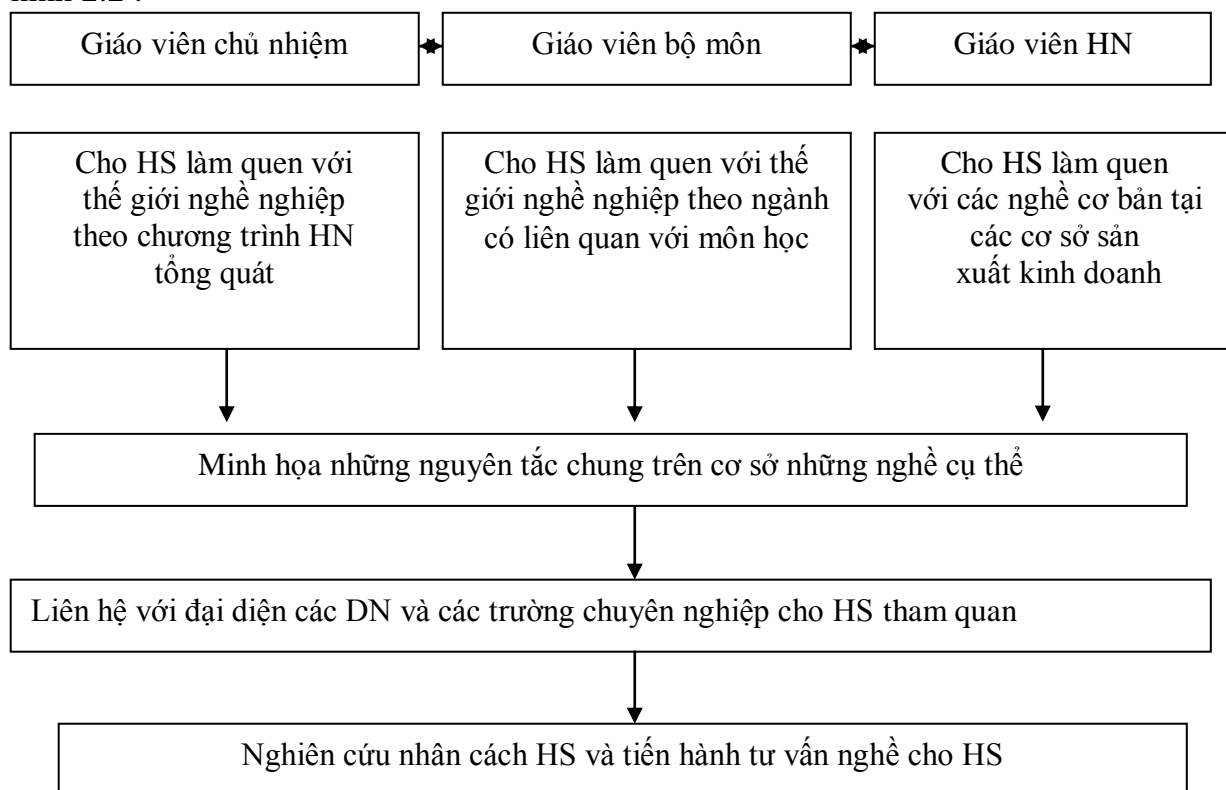 Giáo viên chủ nhiệm
Giáo viên bộ môn
Giáo viên HN
Cho HS làm quen với
thế giới nghề nghiệp
theo chương trình HN
tổng quát
Cho HS làm quen với thế
giới nghề nghiệp theo ngành
có liên quan với môn học
Cho HS làm quen
với các nghề cơ bản tại
các cơ sở sản
xuất kinh doanh
Minh họa những nguyên tắc chung trên cơ sở những nghề cụ thể
Liên hệ với đại diện các DN và các trường chuyên nghiệp cho HS tham quan
Nghiên cứu nhân cách HS và tiến hành tư vấn nghề cho HS